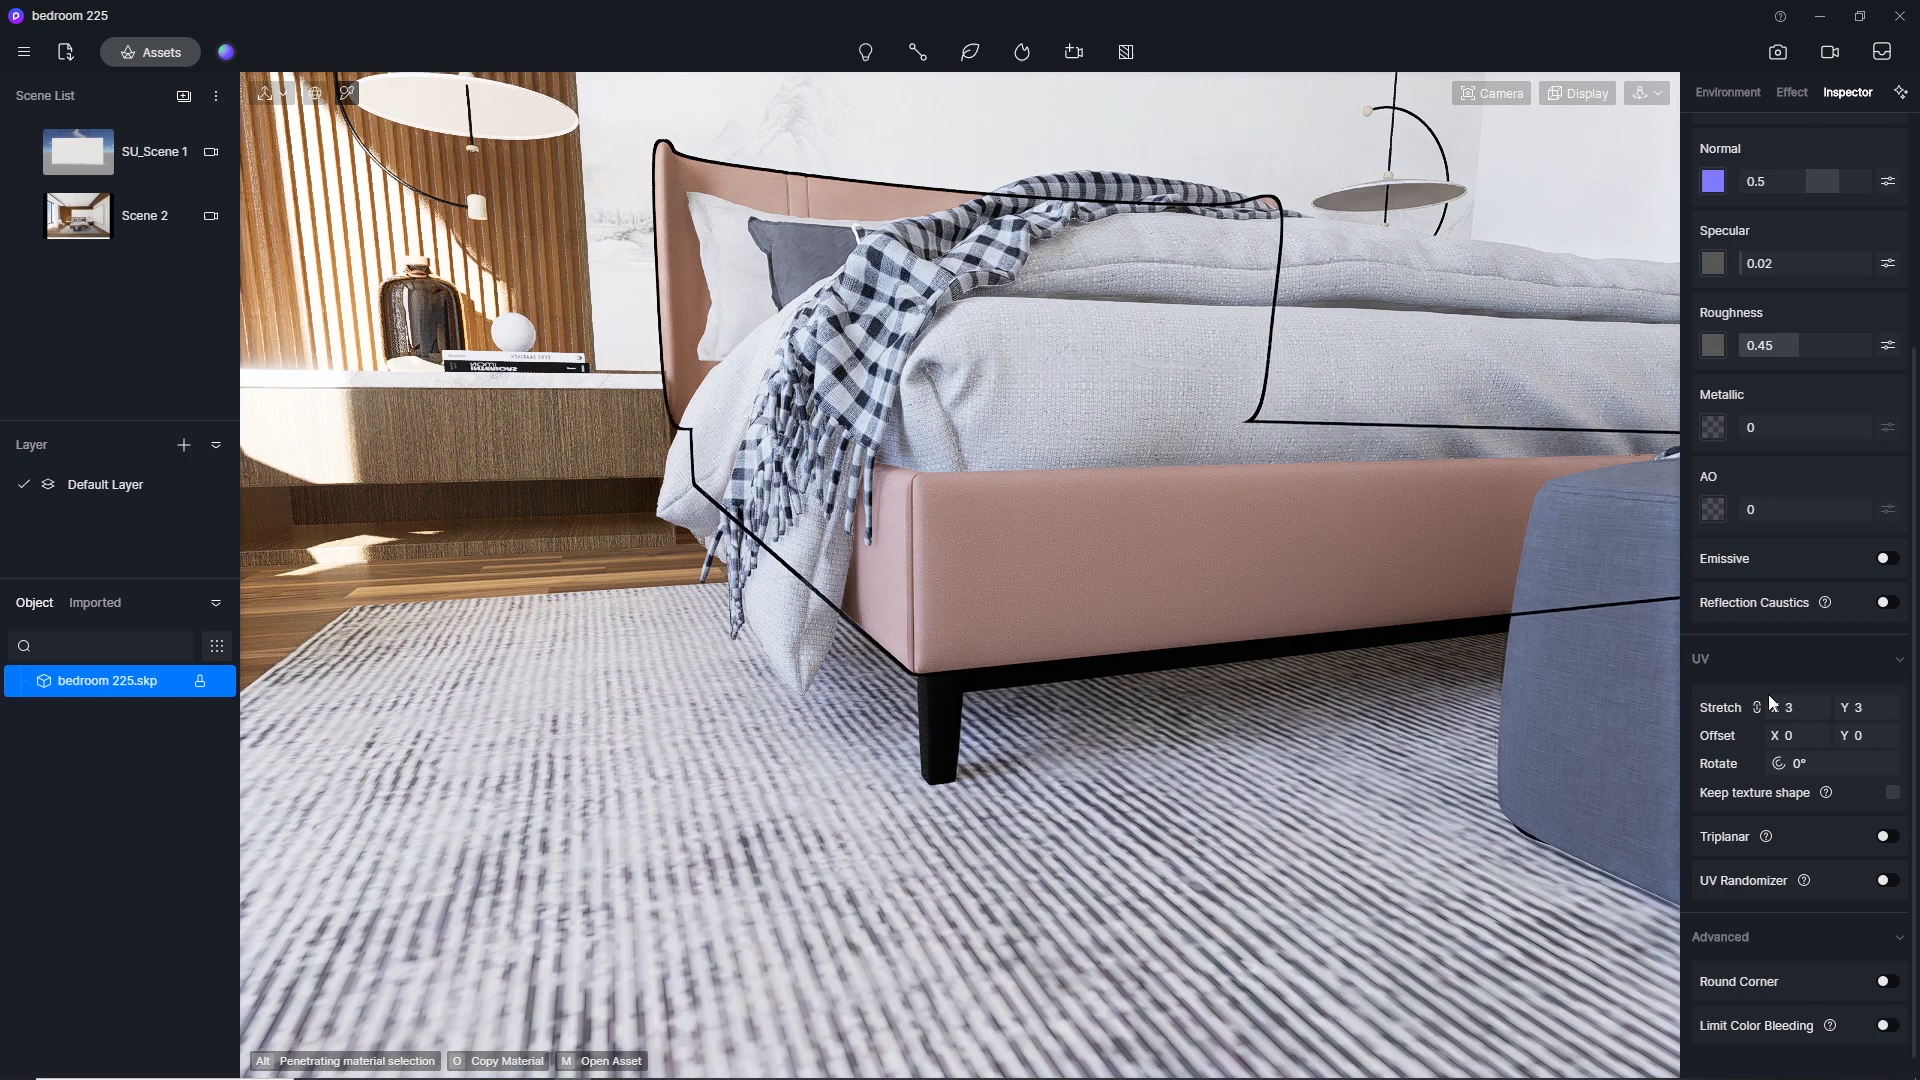 bedroom 225
Assets
Scene List
SU_Scene 1
Scene 2
Layer
Default Layer
Object Imported
bedroom 225.skp
Camera Display
Alt Penetrating material selection O Copy Material M Open Asset
Environment Effect Inspector
Normal
0.5
Specular
0.02
Roughness
0.45
Metallic
0
AO
0
Emissive
Reflection Caustics
UV
Stretch X 3 Y 3
Offset X 0 Y 0
Rotate 0°
Keep texture shape
Triplanar
UV Randomizer
Advanced
Round Corner
Limit Color Bleeding